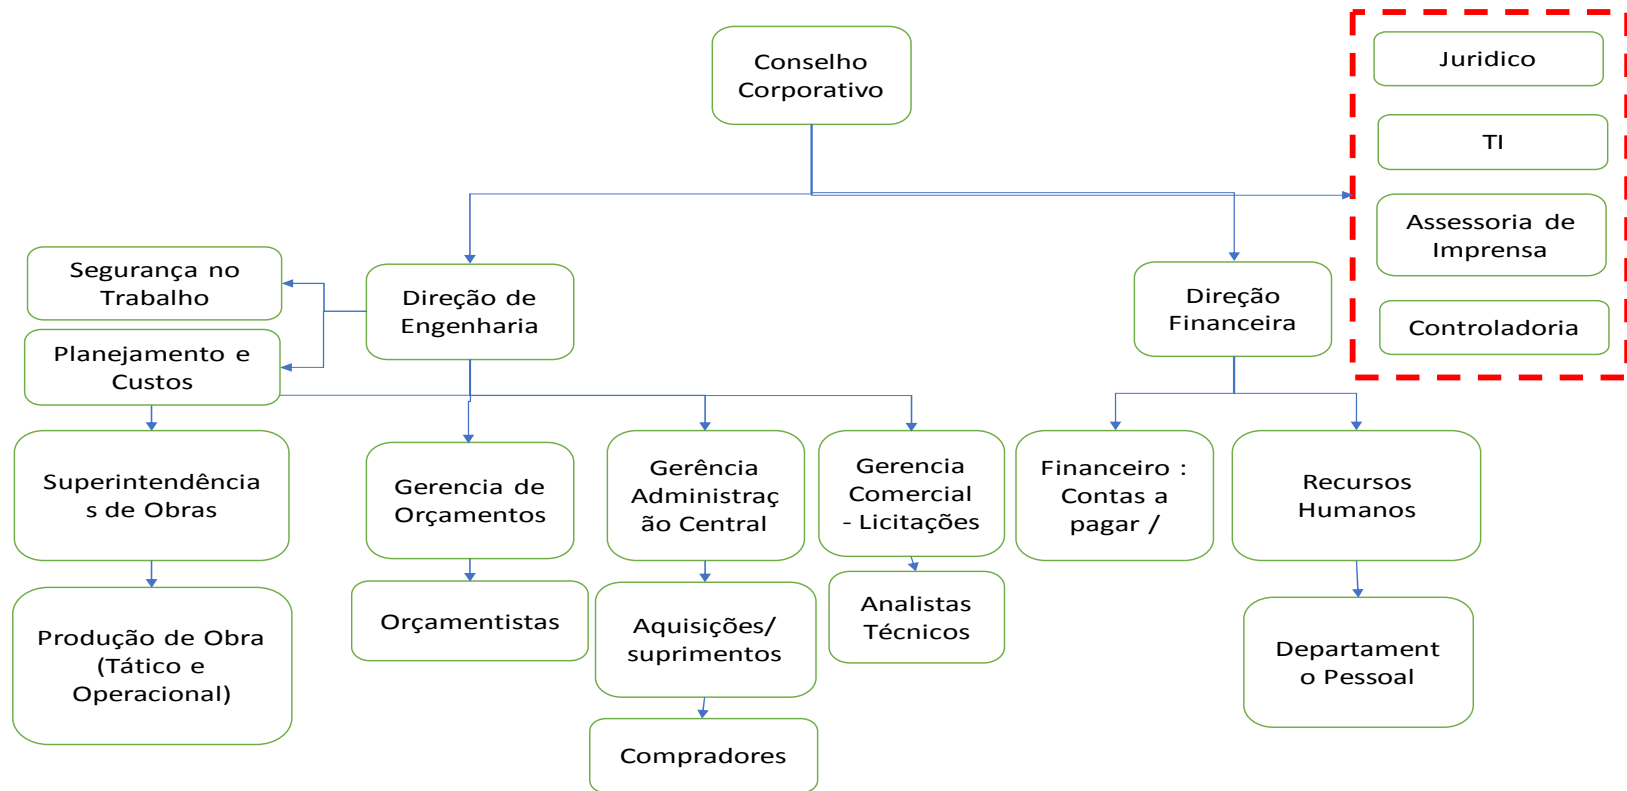 Conselho
Corporativo
Juridico
TI
Assessoria de
Imprensa
Controladoria
Segurança no
Trabalho
Direção de
Engenharia
Direção
Financeira
Planejamento e
Custos
Superintendência
s de Obras
Gerencia de
Orçamentos
Gerência
Administraç
ão Central
Gerencia
Comercial
- Licitações
Financeiro :
Contas a
pagar /
Recursos
Humanos
Produção de Obra
(Tático e
Operacional)
Orçamentistas
Aquisições/
suprimentos
Analistas
Técnicos
Departament
o Pessoal
Compradores